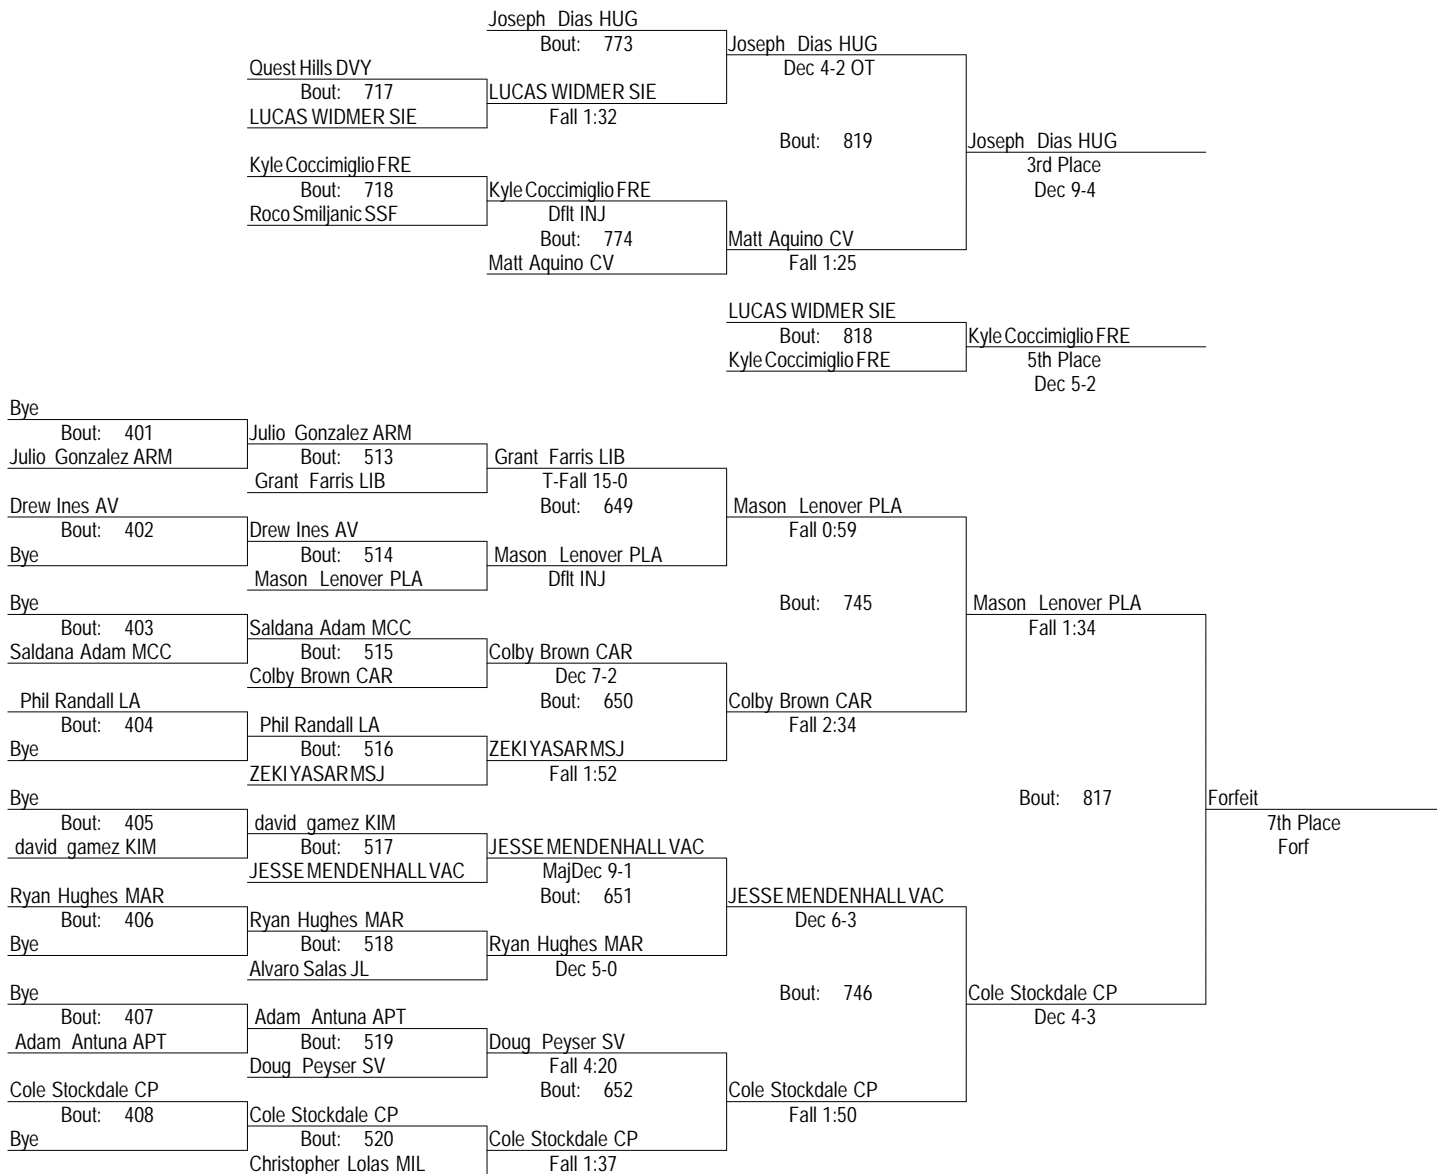 Joseph Dias HUG
Bout: 773
Joseph Dias HUG
Quest Hills DVY
Dec 4-2 OT
Bout: 717
LUCAS WIDMER SIE
LUCAS WIDMER SIE
Fall 1:32
Bout: 819
Joseph Dias HUG
Kyle Coccimiglio FRE
3rd Place
Bout: 718
Kyle Coccimiglio FRE
Dec 9-4
Roco Smiljanic SSF
Dflt INJ
Bout: 774
Matt Aquino CV
Matt Aquino CV
Fall 1:25
LUCAS WIDMER SIE
Bout: 818
Kyle Coccimiglio FRE
Kyle Coccimiglio FRE
5th Place
Dec 5-2
Bye
Bout: 401
Julio Gonzalez ARM
Julio Gonzalez ARM
Bout: 513
Grant Farris LIB
Grant Farris LIB
T-Fall 15-0
Drew Ines AV
Bout: 649
Mason Lenover PLA
Bout: 402
Drew Ines AV
Fall 0:59
Bye
Bout: 514
Mason Lenover PLA
Mason Lenover PLA
Dflt INJ
Bye
Bout: 745
Mason Lenover PLA
Bout: 403
Saldana Adam MCC
Fall 1:34
Saldana Adam MCC
Bout: 515
Colby Brown CAR
Colby Brown CAR
Dec 7-2
Phil Randall LA
Bout: 650
Colby Brown CAR
Bout: 404
Phil Randall LA
Fall 2:34
Bye
Bout: 516
ZEKI YASAR MSJ
ZEKI YASAR MSJ
Fall 1:52
Bye
Bout: 817
Forfeit
Bout: 405
david gamez KIM
7th Place
david gamez KIM
Bout: 517
JESSE MENDENHALL VAC
Forf
JESSE MENDENHALL VAC
MajDec 9-1
Ryan Hughes MAR
Bout: 651
JESSE MENDENHALL VAC
Bout: 406
Ryan Hughes MAR
Dec 6-3
Bye
Bout: 518
Ryan Hughes MAR
Alvaro Salas JL
Dec 5-0
Bye
Bout: 746
Cole Stockdale CP
Bout: 407
Adam Antuna APT
Dec 4-3
Adam Antuna APT
Bout: 519
Doug Peyser SV
Doug Peyser SV
Fall 4:20
Cole Stockdale CP
Bout: 652
Cole Stockdale CP
Bout: 408
Cole Stockdale CP
Fall 1:50
Bye
Bout: 520
Cole Stockdale CP
Christopher Lolas MIL
Fall 1:37